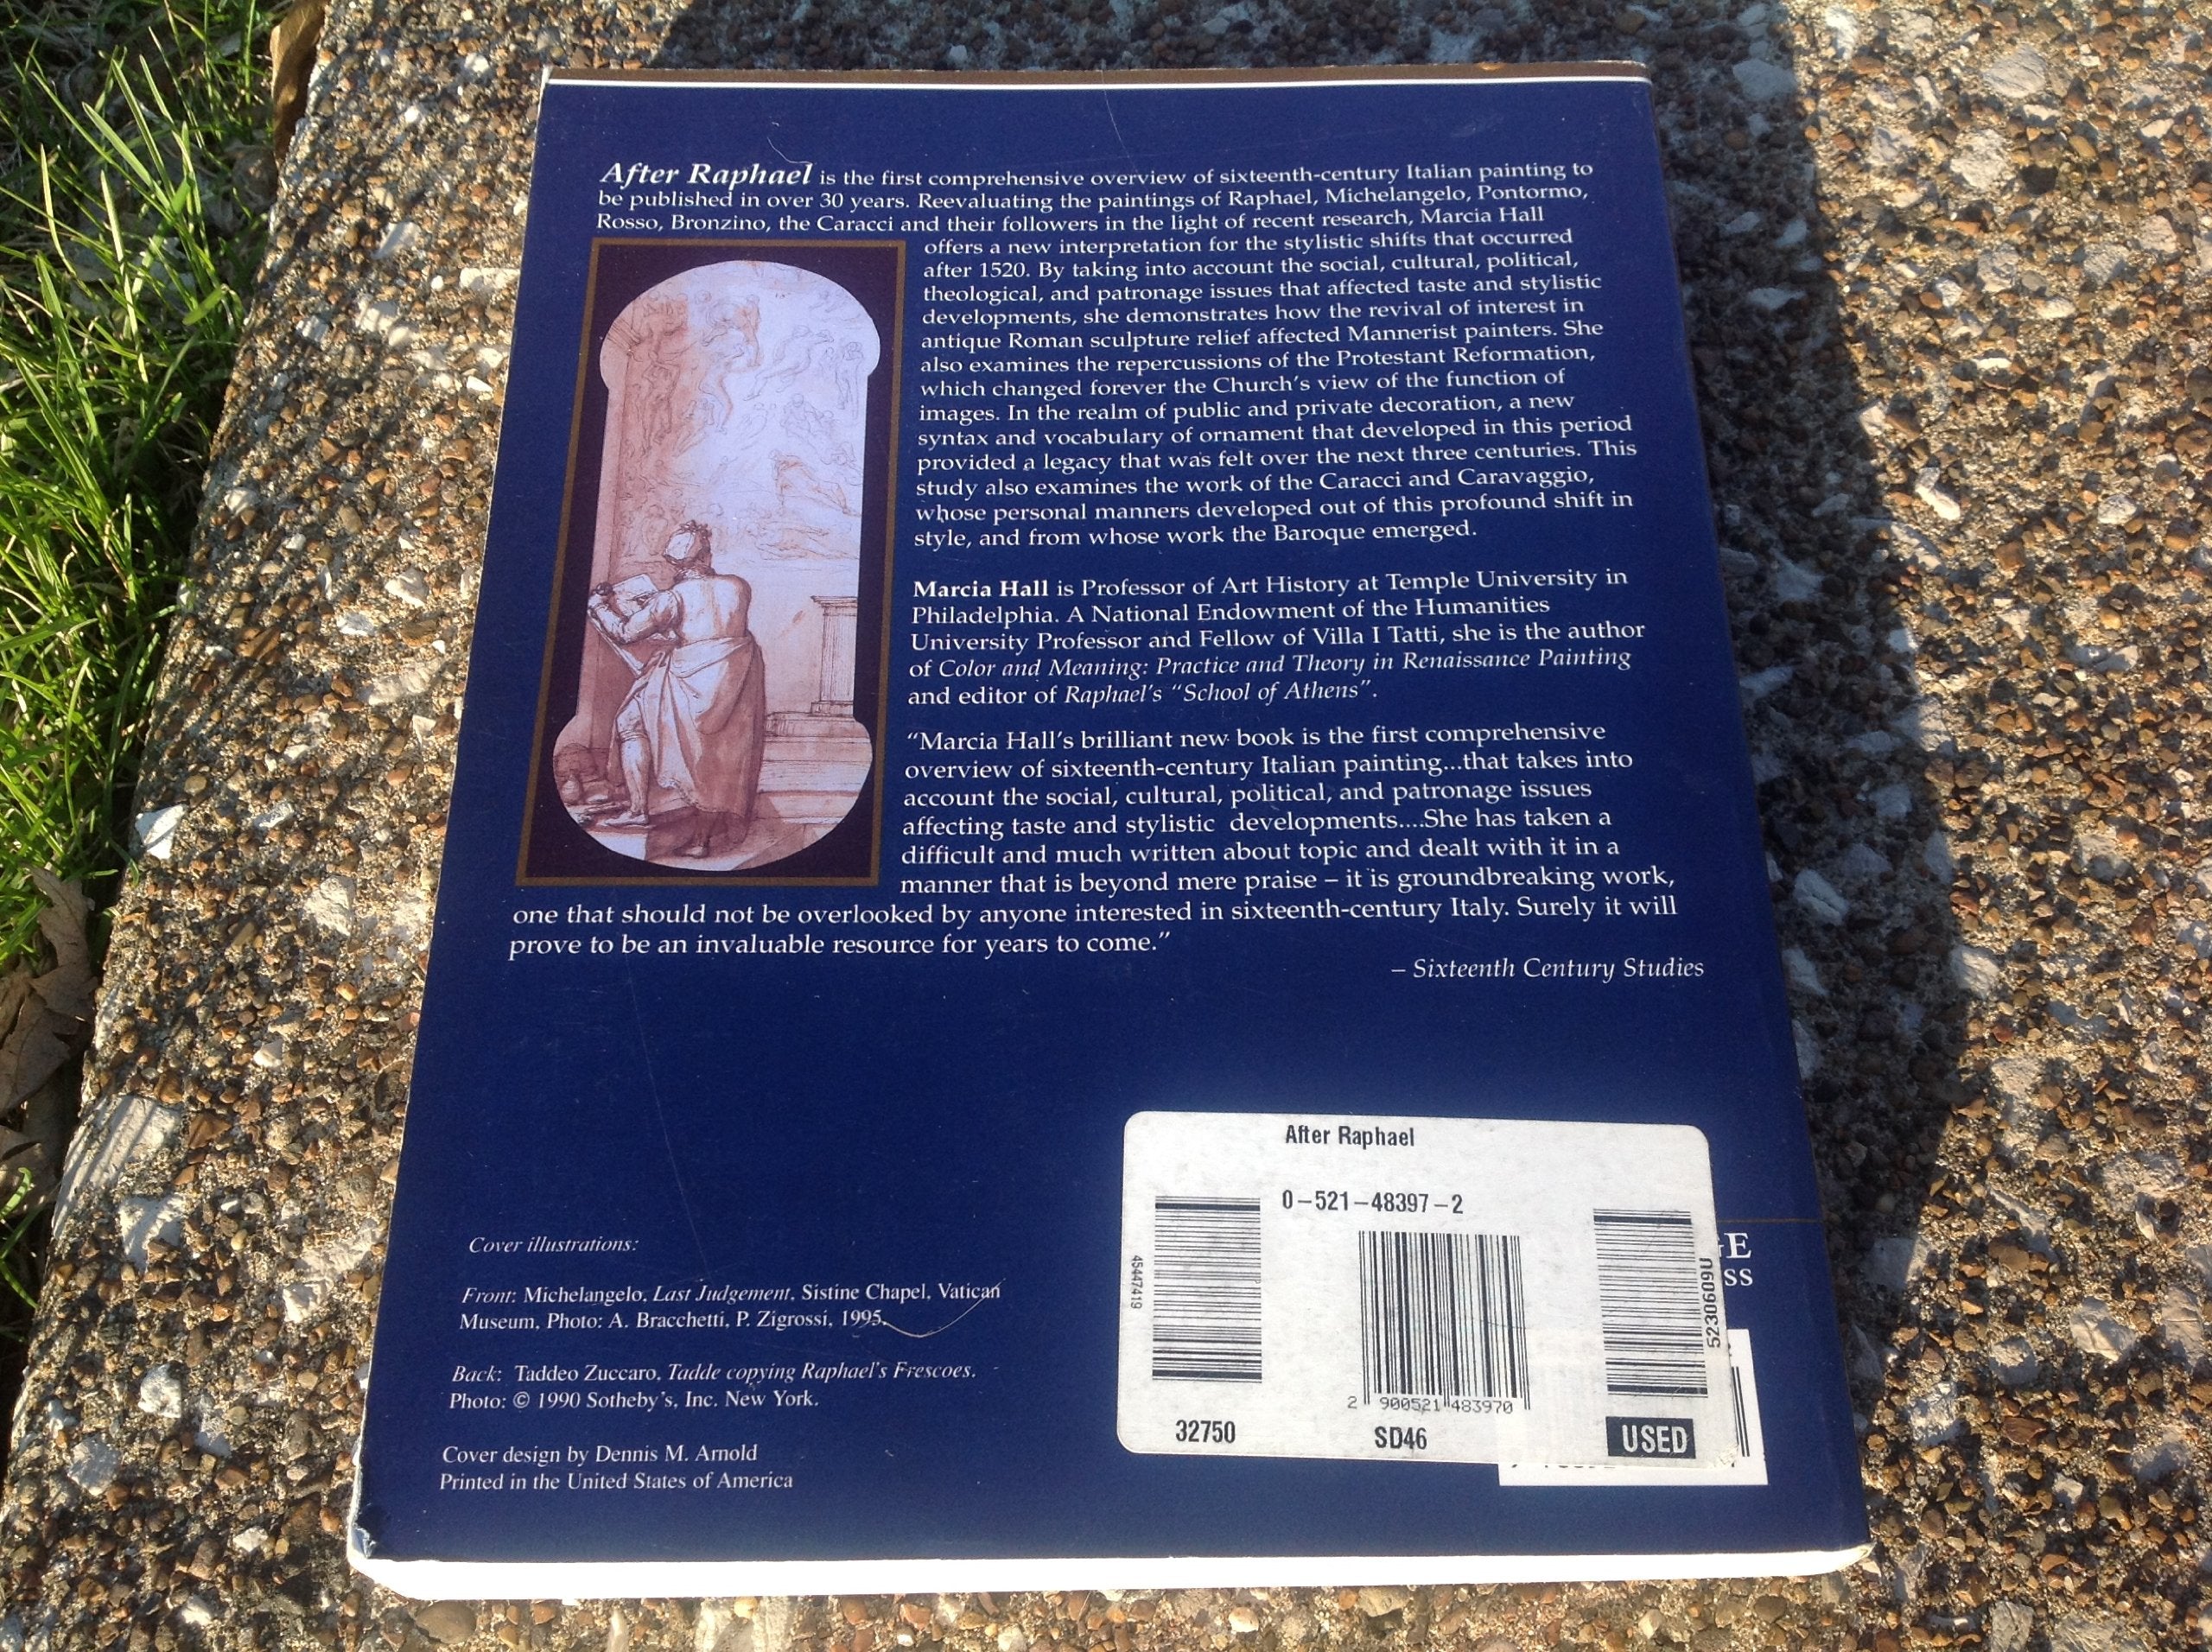 After Raphael is the first comprehensive overview of sixteenth-century Italian painting to
be published in over 30 years. Reevaluating the paintings of Raphael, Michelangelo, Pontormo,
Rosso, Bronzino, the Caracci and their followers in the light of recent research, Marcia Hall
offers a new interpretation for the stylistic shifts that occurred
after 1520. By taking into account the social, cultural, political,
theological, and patronage issues that affected taste and stylistic
developments, she demonstrates how the revival of interest in
antique Roman sculpture relief affected Mannerist painters. She
also examines the repercussions of the Protestant Reformation,
which changed forever the Church's view of the function of
images. In the realm of public and private decoration, a new
syntax and vocabulary of ornament that developed in this period
provided a legacy that was felt over the next three centuries. This
study also examines the work of the Caracci and Caravaggio,
whose personal manners developed out of this profound shift in
style, and from whose work the Baroque emerged.
Marcia Hall is Professor of Art History at Temple University in
Philadelphia. A National Endowment of the Humanities
University Professor and Fellow of Villa I Tatti, she is the author
of Color and Meaning: Practice and Theory in Renaissance Painting
and editor of Raphael's "School of Athens".
"Marcia Hall's brilliant new book is the first comprehensive
overview of sixteenth-century Italian painting...that takes into
account the social, cultural, political, and patronage issues
affecting taste and stylistic developments....She has taken a
difficult and much written about topic and dealt with it in a
manner that is beyond mere praise – it is groundbreaking work,
one that should not be overlooked by anyone interested in sixteenth-century Italy. Surely it will
prove to be an invaluable resource for years to come."
– Sixteenth Century Studies
Cover illustrations:
Front: Michelangelo, Last Judgement, Sistine Chapel, Vatican
Museum, Photo: A. Bracchetti, P. Zigrossi, 1995.
Back: Taddeo Zuccaro, Tadde copying Raphael's Frescoes.
Photo: © 1990 Sotheby's, Inc. New York.
Cover design by Dennis M. Arnold
Printed in the United States of America
After Raphael
0-521-48397-2
45447419
5230609U
2 900521 483970
32750
SD46
USED
GE
SS